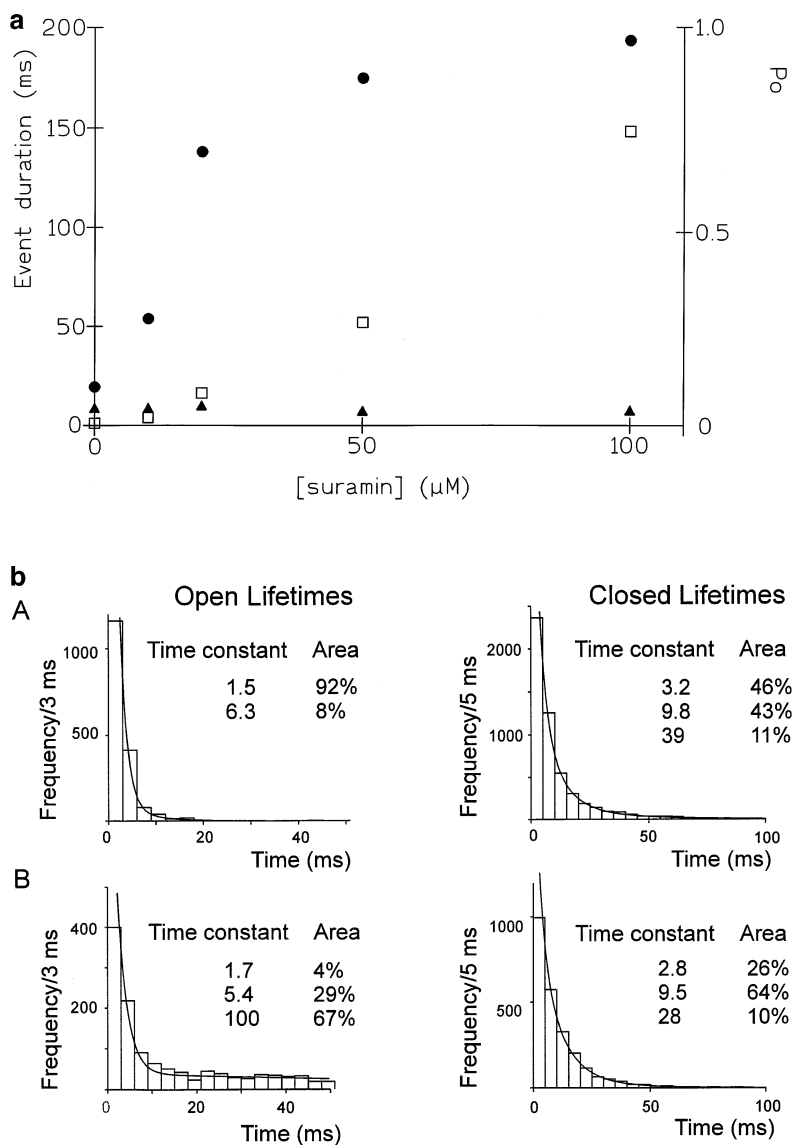 a
200
150
100
50
0
Event duration (ms)
1.0
0.5
0
Po
0
50
100
[suramin] (μM)
b
A
Open Lifetimes
Frequency/3 ms
1000
500
Time constant Area
1.5 92%
6.3 8%
0 20 40
Time (ms)
Closed Lifetimes
Frequency/5 ms
2000
1000
Time constant Area
3.2 46%
9.8 43%
39 11%
0 50 100
Time (ms)
B
Frequency/3 ms
400
200
Time constant Area
1.7 4%
5.4 29%
100 67%
0 20 40
Time (ms)
Frequency/5 ms
1000
500
Time constant Area
2.8 26%
9.5 64%
28 10%
0 50 100
Time (ms)